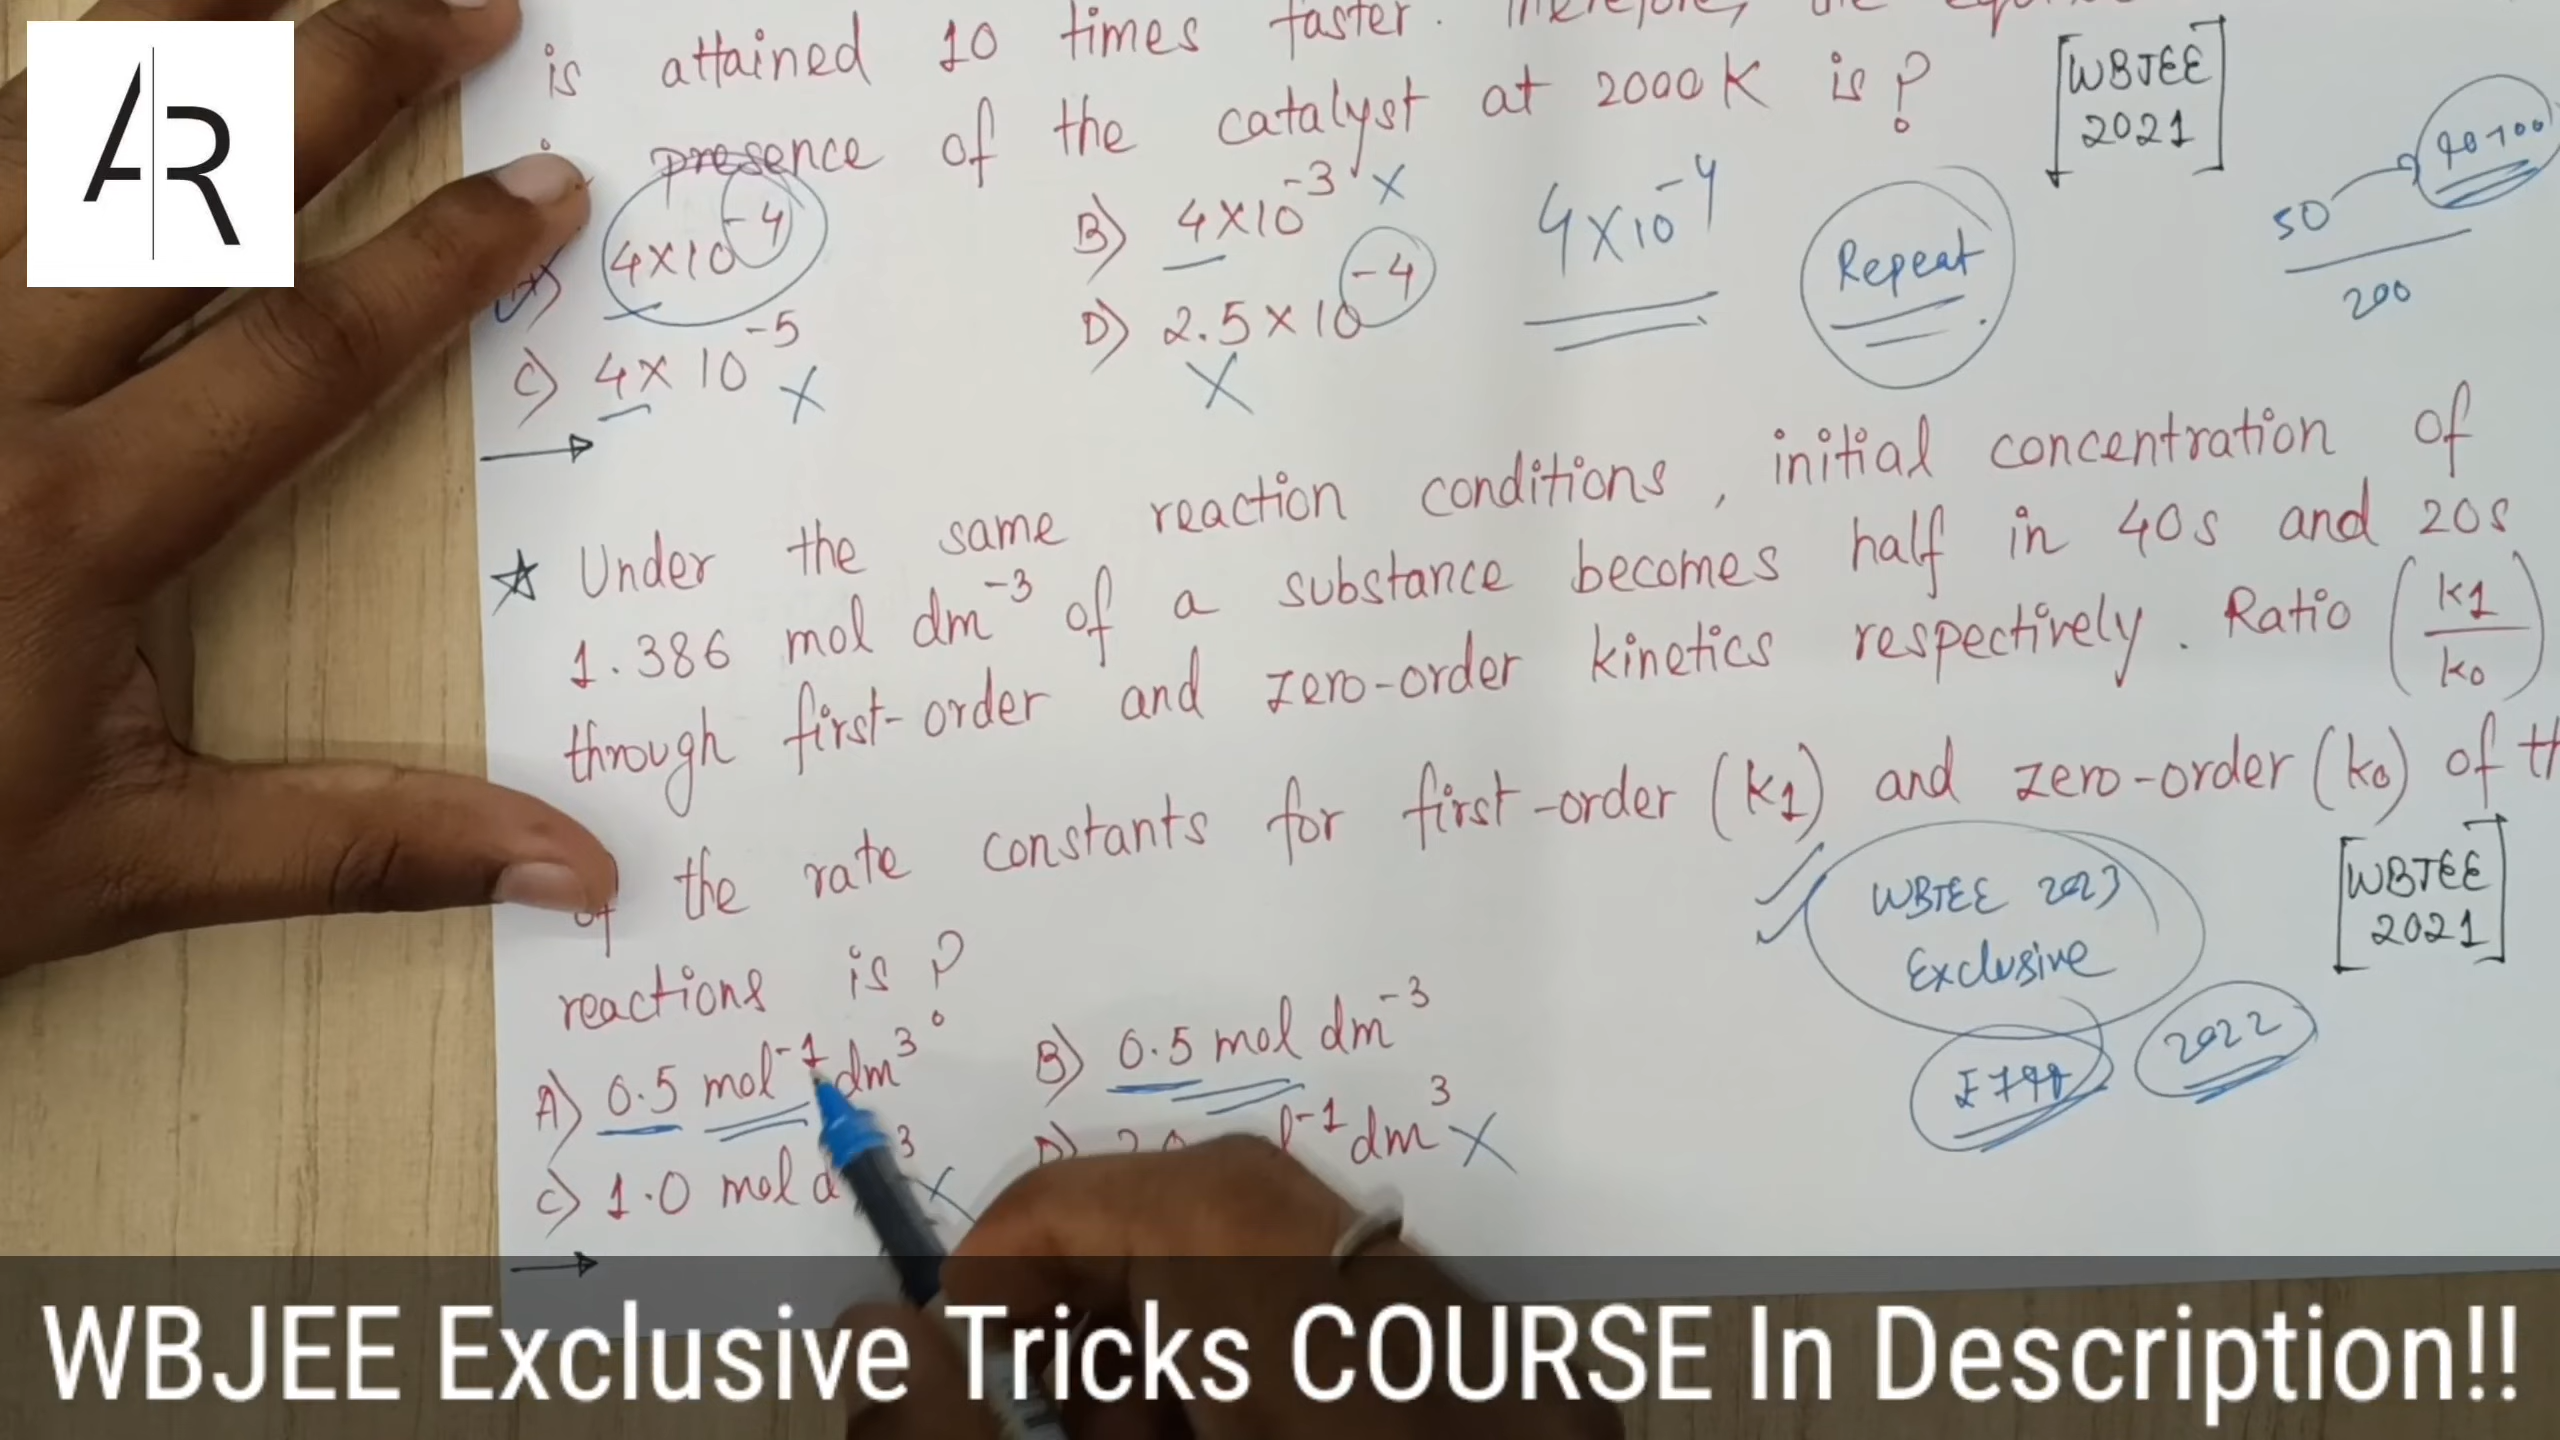 AR
is attained 10 times faster. Therefore, the
presence of the catalyst at 2000K is?
[WBJEE 2021]
50
200
4×10^-4
B) 4×10^-3 X
4×10^-4
Repeat
C) 4×10^-5 X
D) 2.5×10^-4
X
☆ Under the same reaction conditions, initial concentration of
1.386 mol dm^-3 of a substance becomes half in 40s and 20s
through first-order and zero-order kinetics respectively. Ratio (k1/k0)
of the rate constants for first-order (k1) and zero-order (k0) of
reactions is?
WBJEE 2023
Exclusive
[WBJEE 2021]
2022
A) 0.5 mol^-1 dm^3
B) 0.5 mol dm^-3
C) 1.0 mol d 3 X
D) dm^3 X
WBJEE Exclusive Tricks COURSE In Description!!